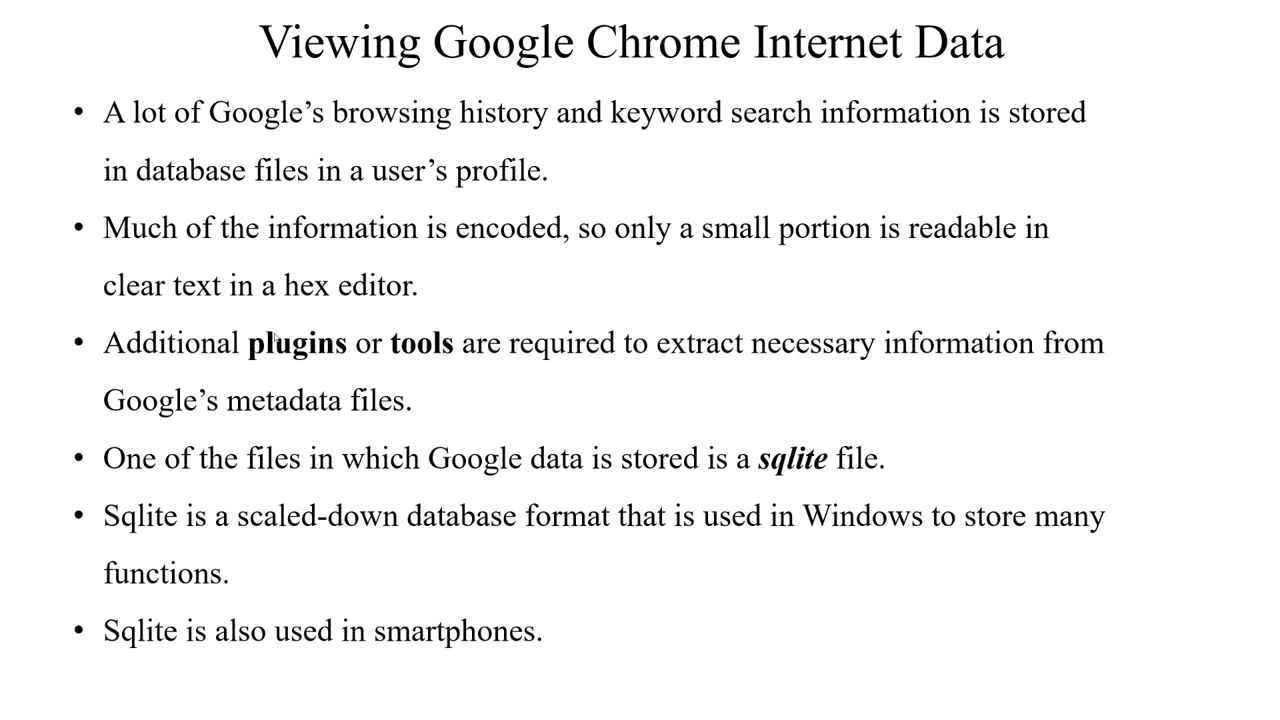 Viewing Google Chrome Internet Data
• A lot of Google’s browsing history and keyword search information is stored
in database files in a user’s profile.
• Much of the information is encoded, so only a small portion is readable in
clear text in a hex editor.
• Additional plugins or tools are required to extract necessary information from
Google’s metadata files.
• One of the files in which Google data is stored is a sqlite file.
• Sqlite is a scaled-down database format that is used in Windows to store many
functions.
• Sqlite is also used in smartphones.